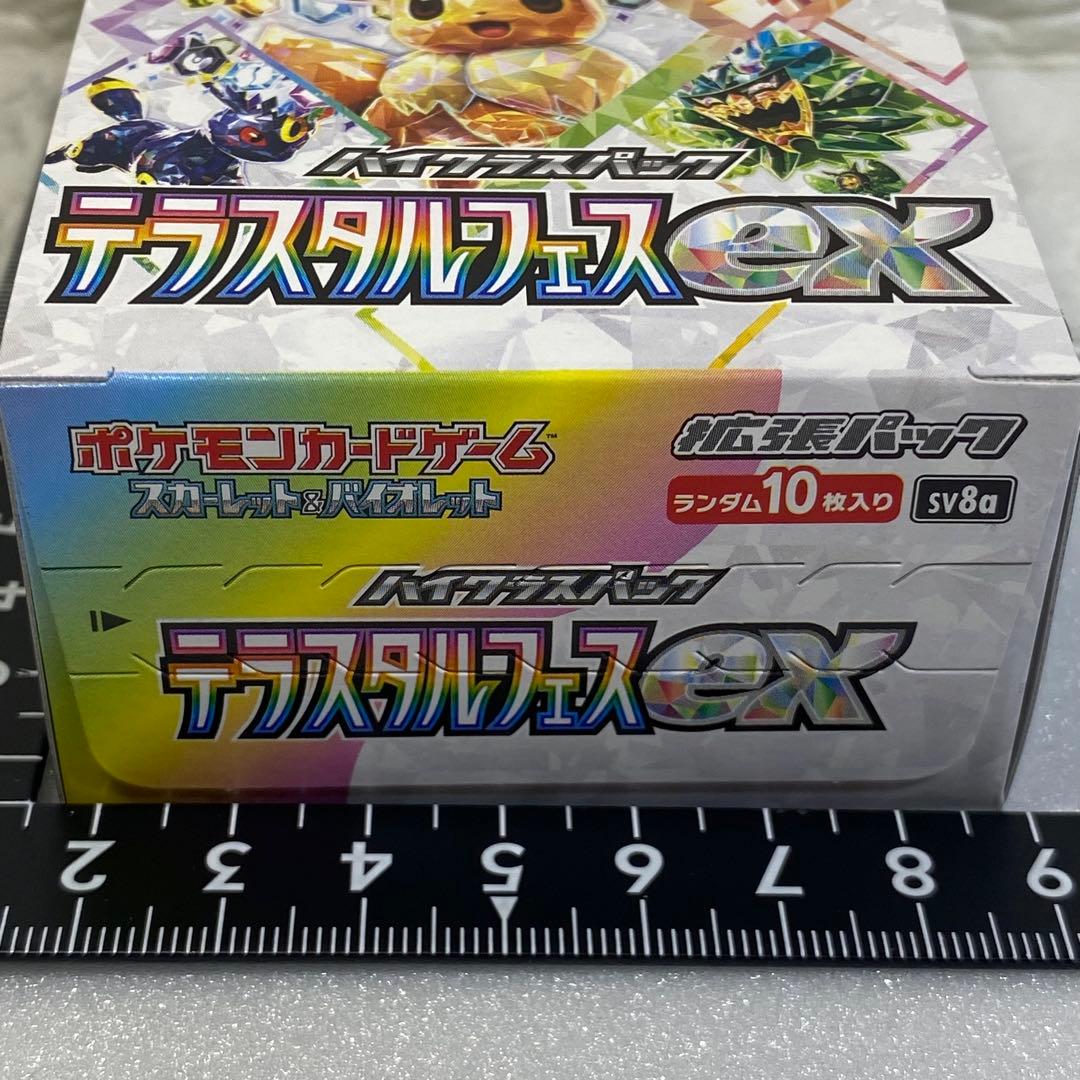 ハイクラスパック
テラスタルフェスex
ポケモンカードゲーム™
スカーレット&バイオレット
拡張パック
ランダム10枚入り
SV8a
ハイクラスパック
テラスタルフェスex
2 3 4 5 6 7 8 9